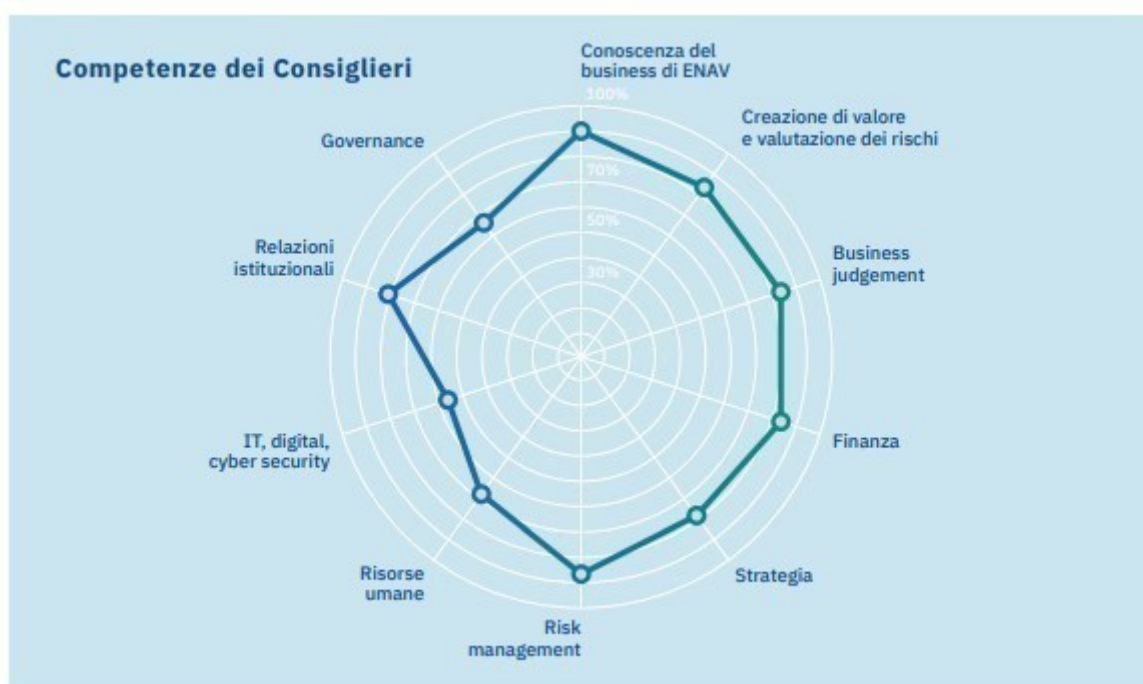 Competenze dei Consiglieri
Conoscenza del
business di ENAV
100%
70%
50%
30%
Creazione di valore
e valutazione dei rischi
Business
judgement
Finanza
Strategia
Risk
management
Risorse
umane
IT, digital,
cyber security
Relazioni
istituzionali
Governance